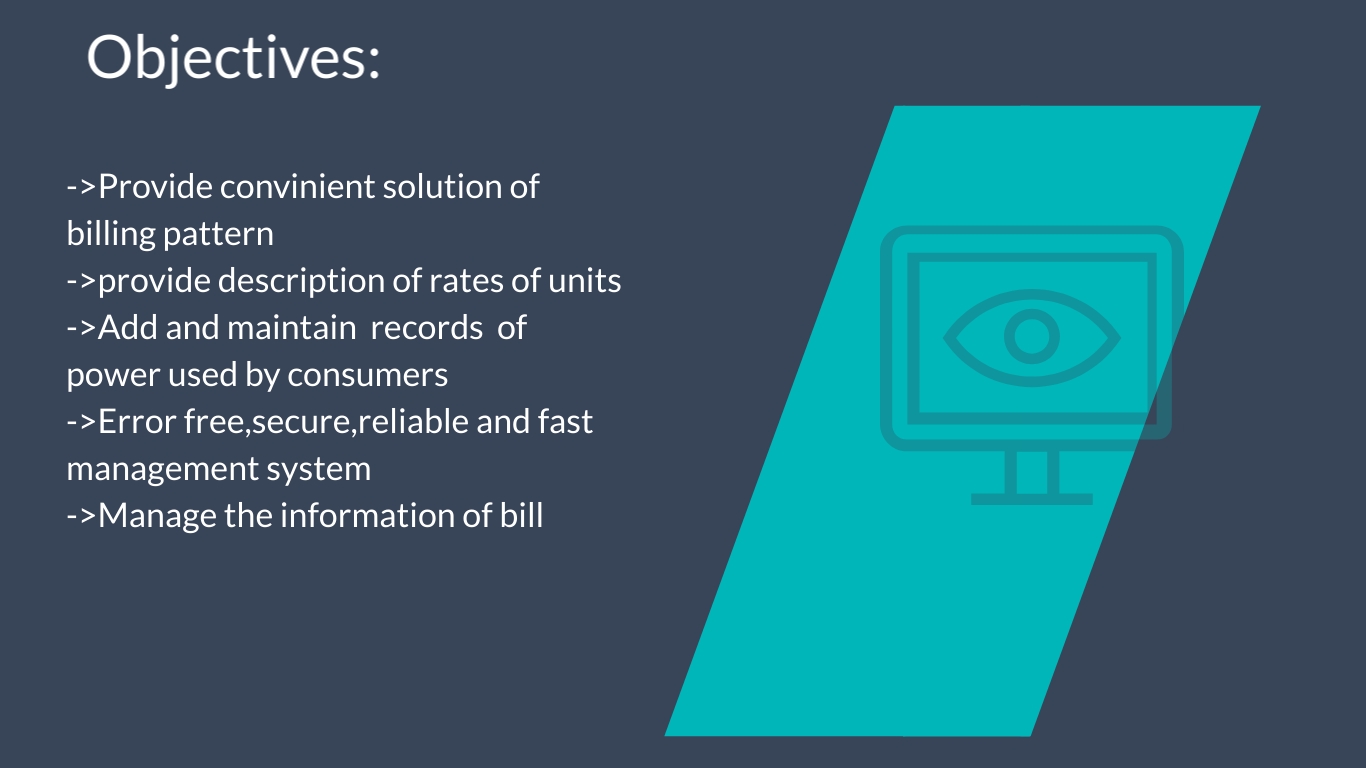 Objectives:
->Provide convinient solution of
billing pattern
->provide description of rates of units
->Add and maintain  records  of
power used by consumers
->Error free,secure,reliable and fast
management system
->Manage the information of bill